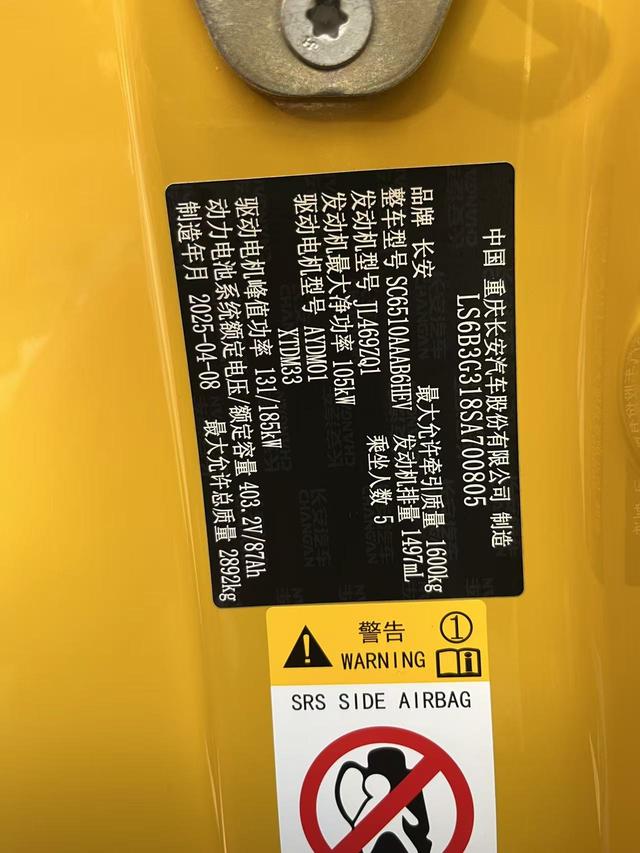 中国 重庆长安汽车股份有限公司 制造
LS6B3G318SA700805
品牌 长安 最大允许牵引质量 1600kg
整车型号 SC6510AAAB6HEV 发动机排量 1497mL
发动机型号 JL469ZQ1 乘坐人数 5
发动机最大净功率 105kW
驱动电机型号 AYDM01
XTDM33
驱动电机峰值功率 131/185kW
动力电池系统额定电压/额定容量 403.2V/87Ah
制造年月 2025-04-08 最大允许总质量 2892kg
警告 ①
WARNING
SRS SIDE AIRBAG